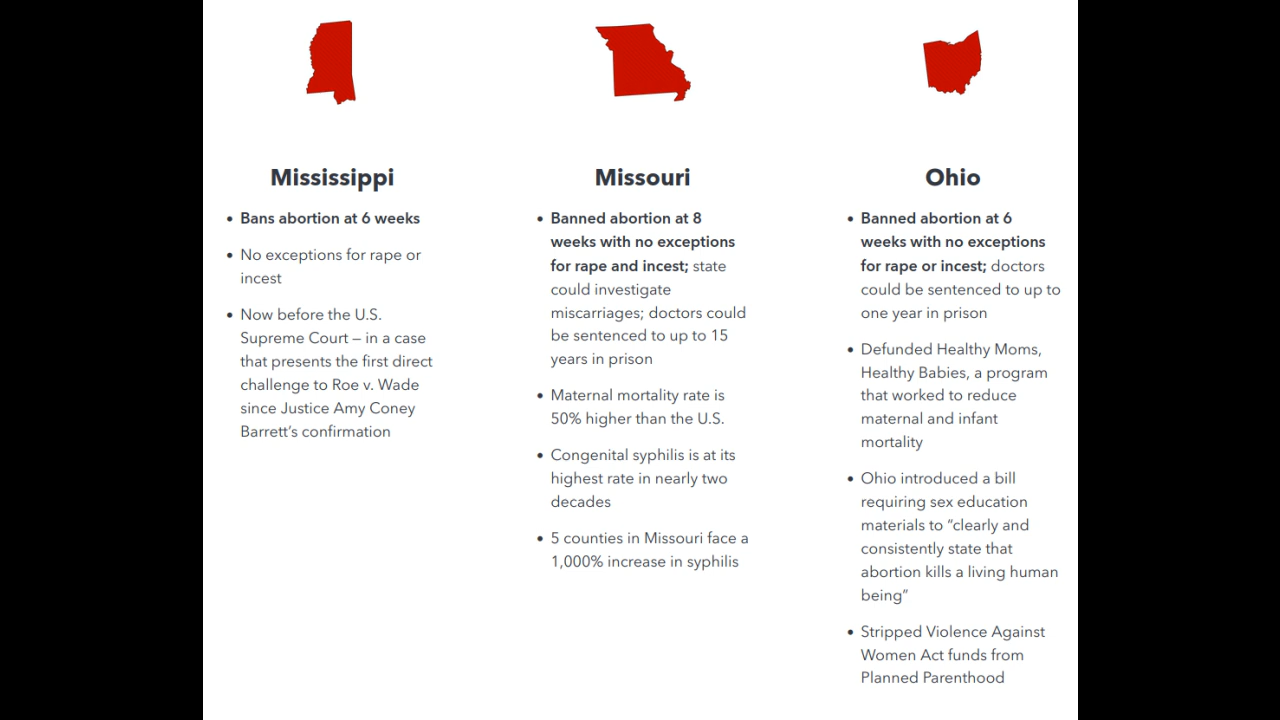 Mississippi
• Bans abortion at 6 weeks
• No exceptions for rape or
incest
• Now before the U.S.
Supreme Court – in a case
that presents the first direct
challenge to Roe v. Wade
since Justice Amy Coney
Barrett’s confirmation
Missouri
• Banned abortion at 8
weeks with no exceptions
for rape and incest; state
could investigate
miscarriages; doctors could
be sentenced to up to 15
years in prison
• Maternal mortality rate is
50% higher than the U.S.
• Congenital syphilis is at its
highest rate in nearly two
decades
• 5 counties in Missouri face a
1,000% increase in syphilis
Ohio
• Banned abortion at 6
weeks with no exceptions
for rape or incest; doctors
could be sentenced to up to
one year in prison
• Defunded Healthy Moms,
Healthy Babies, a program
that worked to reduce
maternal and infant
mortality
• Ohio introduced a bill
requiring sex education
materials to “clearly and
consistently state that
abortion kills a living human
being”
• Stripped Violence Against
Women Act funds from
Planned Parenthood